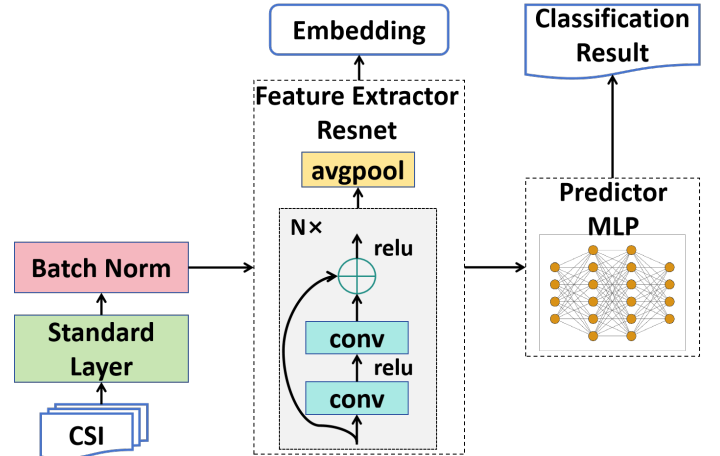 Embedding
Classification
Result
Feature Extractor
Resnet
avgpool
Predictor
MLP
N×
relu
Batch Norm
conv
Standard
Layer
relu
conv
CSI